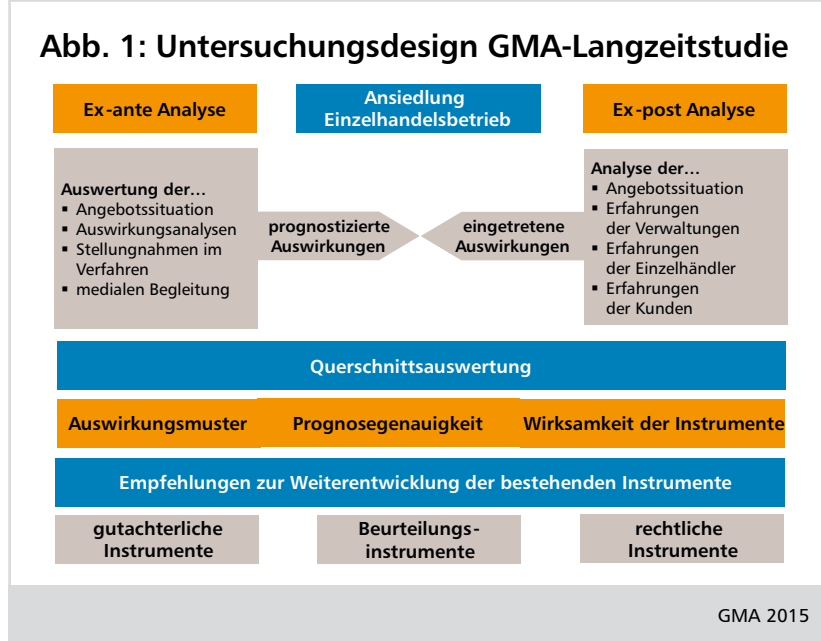 Abb. 1: Untersuchungsdesign GMA-Langzeitstudie
Ex-ante Analyse
Ansiedlung
Einzelhandelsbetrieb
Ex-post Analyse
Auswertung der…
▪ Angebotssituation
▪ Auswirkungsanalysen
▪ Stellungnahmen im
Verfahren
▪ medialen Begleitung
prognostizierte
Auswirkungen
eingetretene
Auswirkungen
Analyse der…
▪ Angebotssituation
▪ Erfahrungen
der Verwaltungen
▪ Erfahrungen
der Einzelhändler
▪ Erfahrungen
der Kunden
Querschnittsauswertung
Auswirkungsmuster
Prognosegenauigkeit
Wirksamkeit der Instrumente
Empfehlungen zur Weiterentwicklung der bestehenden Instrumente
gutachterliche
Instrumente
Beurteilungs-
instrumente
rechtliche
Instrumente
GMA 2015